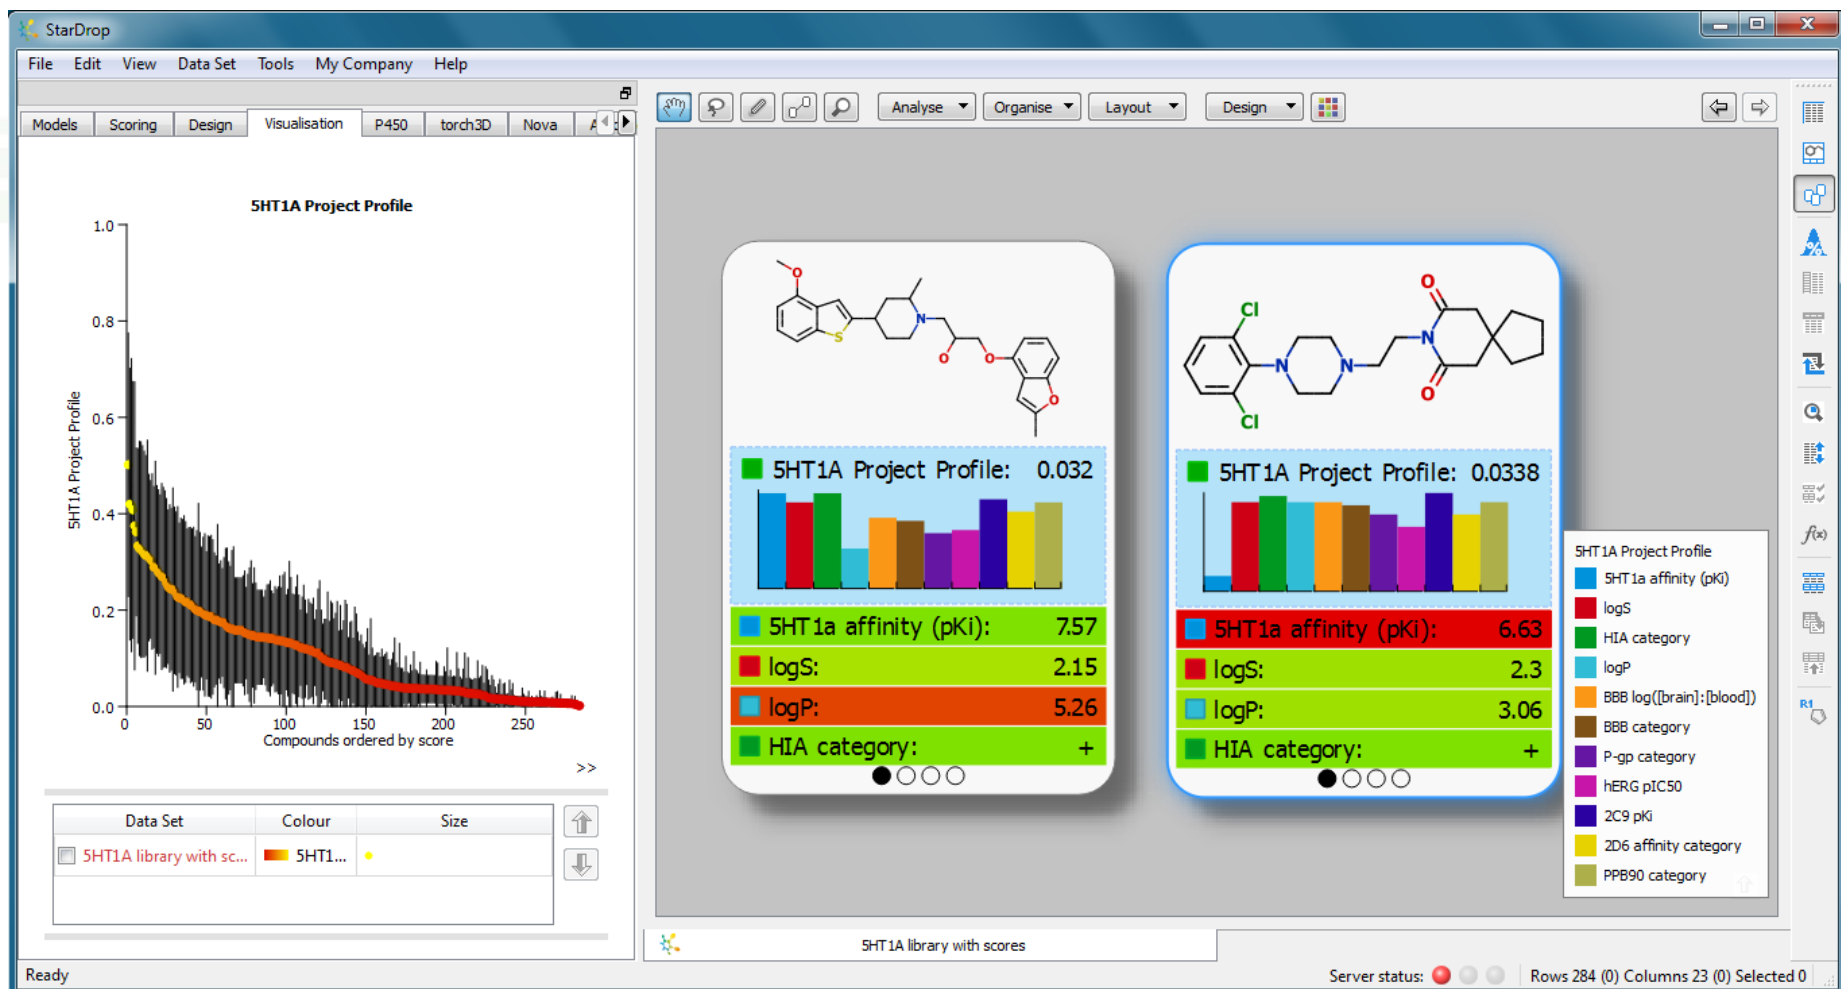 StarDrop
File Edit View Data Set Tools My Company Help
Models Scoring Design Visualisation P450 torch3D Nova
Analyse Organise Layout Design
5HT1A Project Profile
1.0
0.8
0.6
0.4
0.2
0.0
5HT1A Project Profile
0 50 100 150 200 250
Compounds ordered by score
>>
Data Set Colour Size
5HT1A library with sc... 5HT1...
O S N O O O
5HT1A Project Profile: 0.032
5HT1a affinity (pKi): 7.57
logS: 2.15
logP: 5.26
HIA category: +
Cl Cl N N N O O
5HT1A Project Profile: 0.0338
5HT1a affinity (pKi): 6.63
logS: 2.3
logP: 3.06
HIA category: +
5HT1A Project Profile
5HT1a affinity (pKi)
logS
HIA category
logP
BBB log([brain]:[blood])
BBB category
P-gp category
hERG pIC50
2C9 pKi
2D6 affinity category
PPB90 category
f(x)
R1
5HT1A library with scores
Ready
Server status: Rows 284 (0) Columns 23 (0) Selected 0